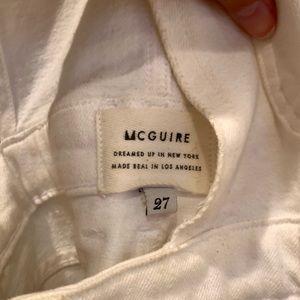 MCGUIRE
DREAMED UP IN NEW YORK
MADE REAL IN LOS ANGELES
27